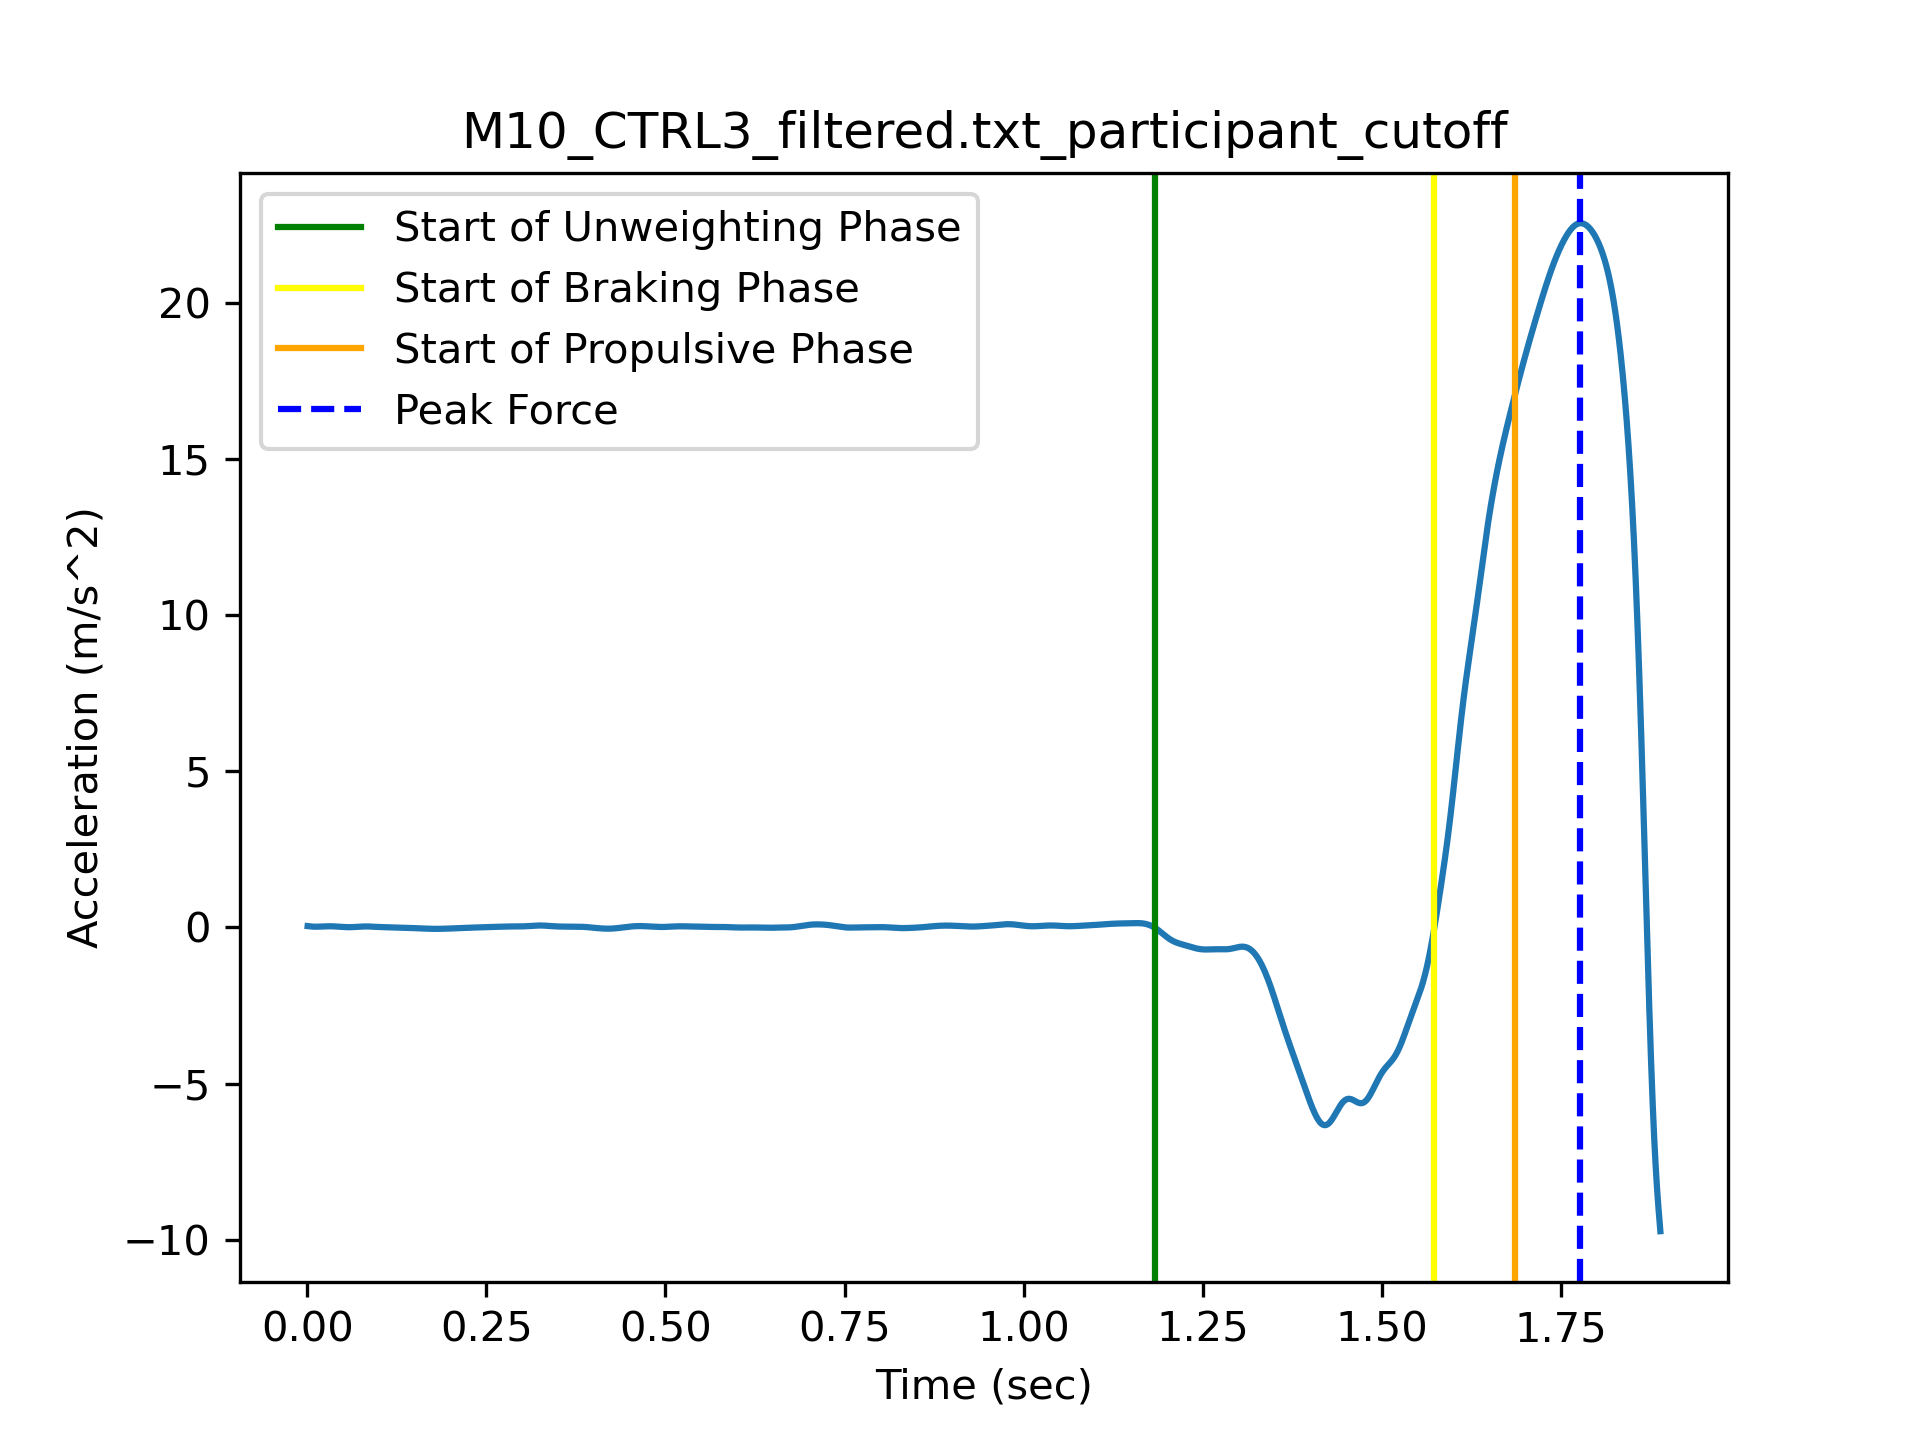 M10_CTRL3_filtered.txt_participant_cutoff
Start of Unweighting Phase
Start of Braking Phase
Start of Propulsive Phase
Peak Force
Acceleration (m/s^2)
20
15
10
5
0
−5
−10
0.00 0.25 0.50 0.75 1.00 1.25 1.50 1.75
Time (sec)